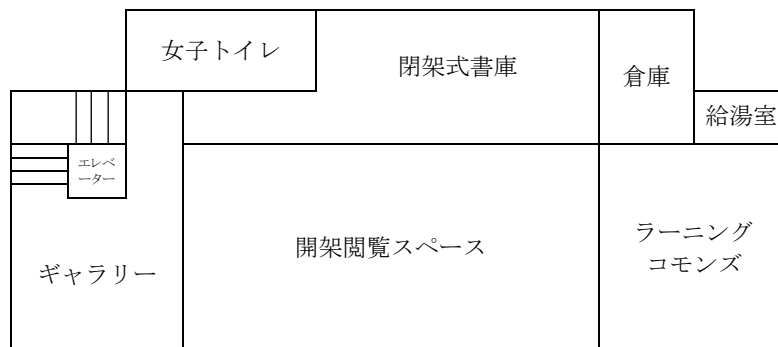 女子トイレ
閉架式書庫
倉庫
給湯室
エレベ
ーター
開架閲覧スペース
ラーニング
コモンズ
ギャラリー